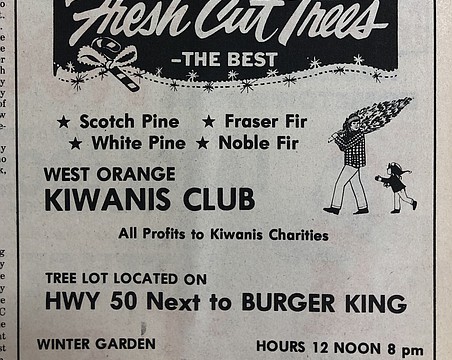 Fresh Cut Trees
–THE BEST
★ Scotch Pine ★ Fraser Fir
★ White Pine ★ Noble Fir
WEST ORANGE
KIWANIS CLUB
All Profits to Kiwanis Charities
TREE LOT LOCATED ON
HWY 50 Next to BURGER KING
WINTER GARDEN HOURS 12 NOON 8 pm